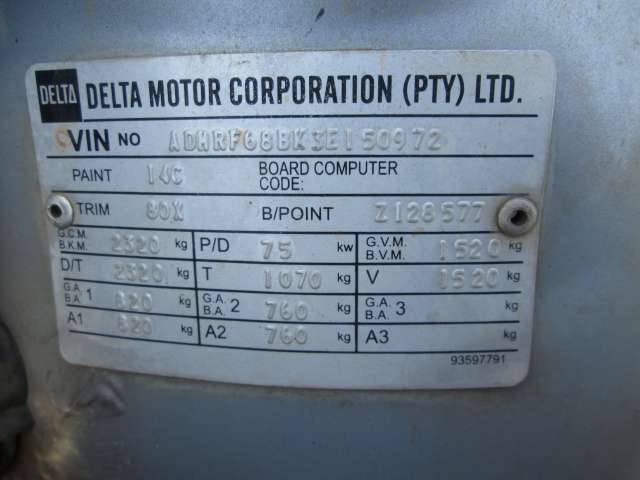 DELTA DELTA MOTOR CORPORATION (PTY) LTD.
VIN NO ADMRF68BK3E150972
PAINT 14C BOARD COMPUTER CODE:
TRIM 80X B/POINT Z128577
G.C.M. B.K.M. 2320 kg P/D 75 kw G.V.M. B.V.M. 1520 kg
D/T 2320 kg T 1070 kg V 1520 kg
G.A. B.A. 1 820 kg G.A. B.A. 2 760 kg G.A. B.A. 3 kg
A1 820 kg A2 760 kg A3 kg
93597791